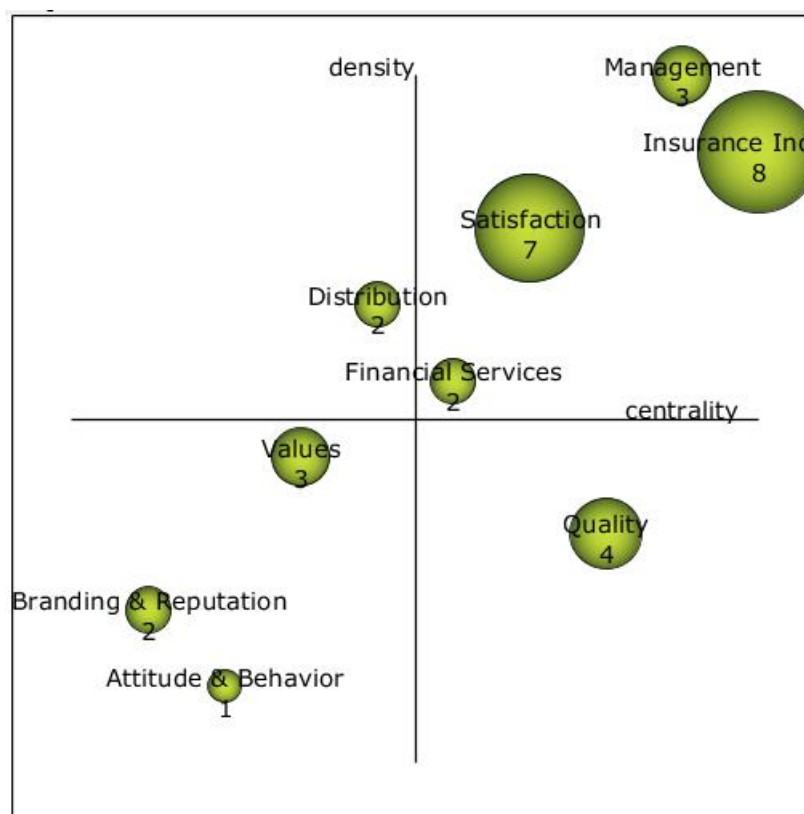 density
Management
3
Insurance Ind
8
Satisfaction
7
Distribution
2
Financial Services
2
centrality
Values
3
Quality
4
Branding & Reputation
2
Attitude & Behavior
1